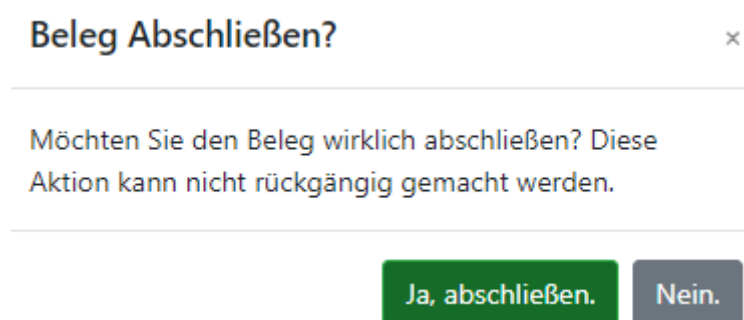 Beleg Abschließen?
×
Möchten Sie den Beleg wirklich abschließen? Diese
Aktion kann nicht rückgängig gemacht werden.
Ja, abschließen.
Nein.